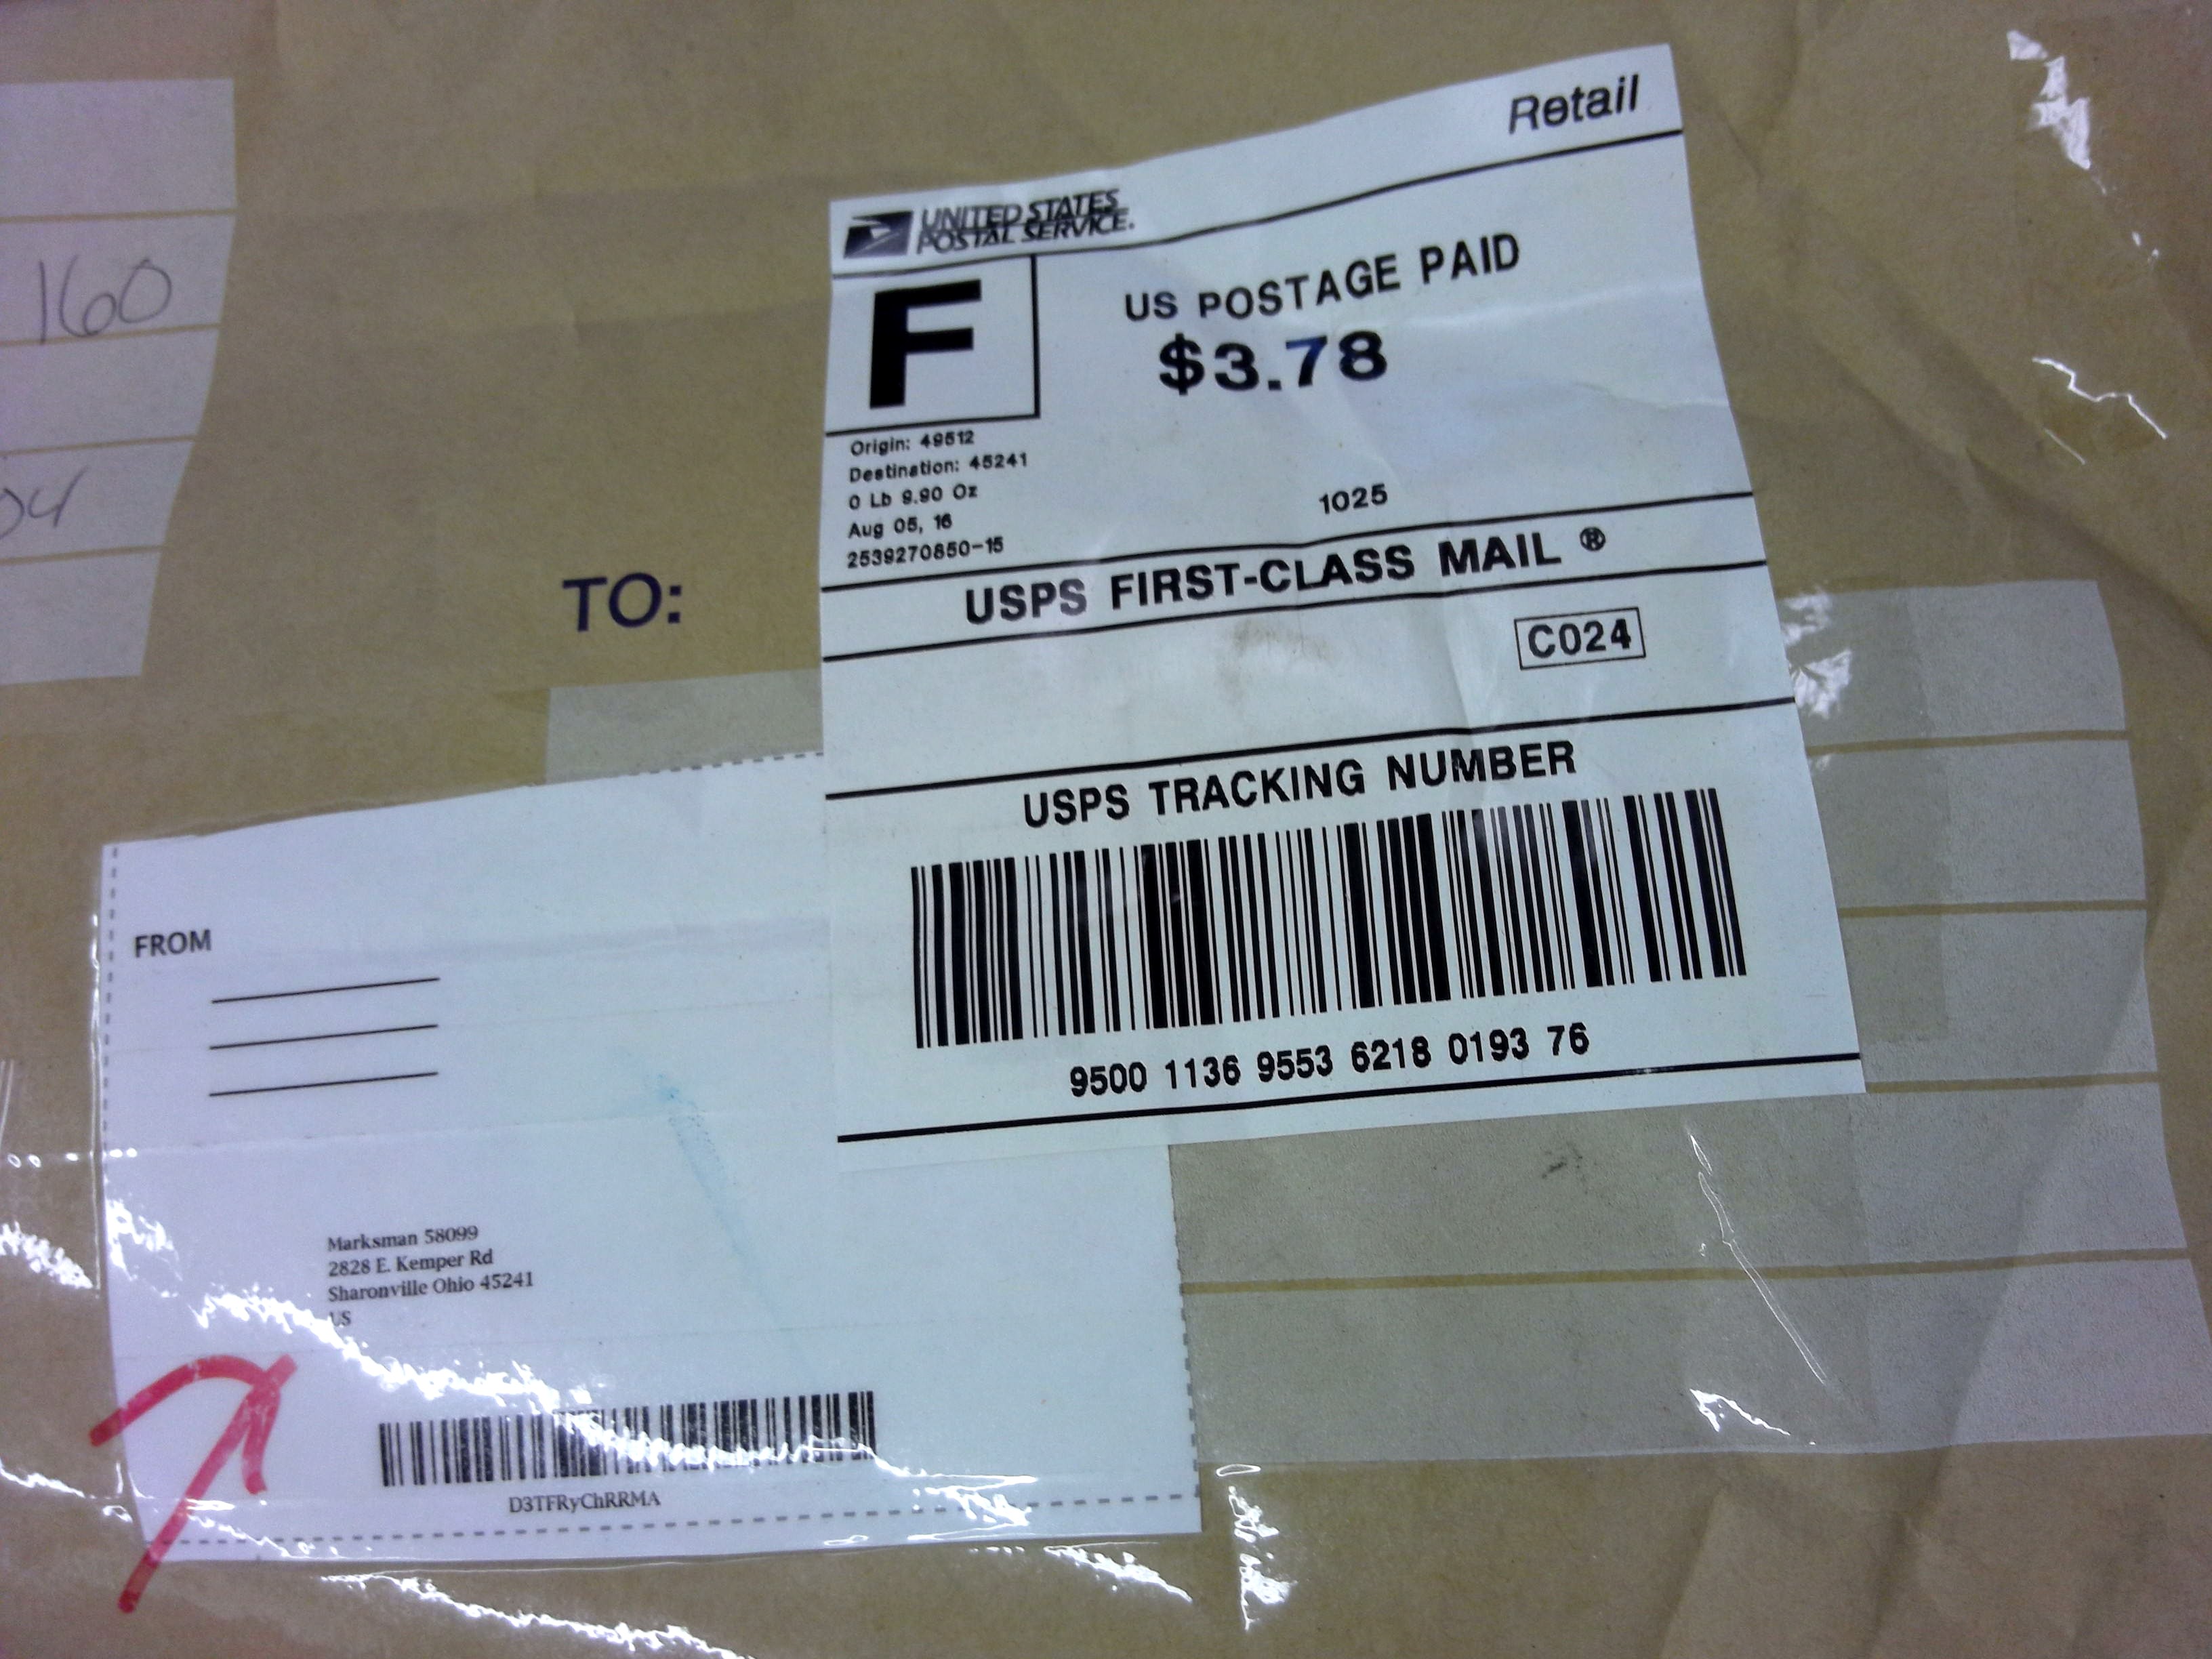 160
04
Retail
UNITED STATES
POSTAL SERVICE.
F
US POSTAGE PAID
$3.78
Origin: 49512
Destination: 45241
0 Lb 9.90 Oz
Aug 05, 16
2539270850-15
1025
USPS FIRST-CLASS MAIL ®
C024
USPS TRACKING NUMBER
9500 1136 9553 6218 0193 76
TO:
FROM
Marksman 58099
2828 E. Kemper Rd
Sharonville Ohio 45241
US
D3TFRyChRRMA